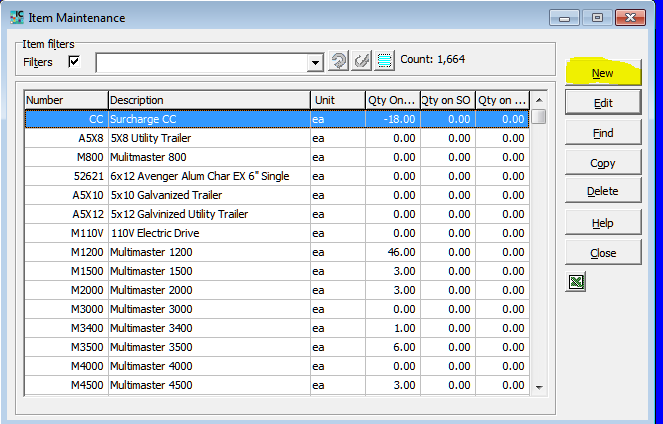 IC Item Maintenance
Item filters
Filters Count: 1,664
New
Edit
Find
Copy
Delete
Help
Close
Number Description Unit Qty On... Qty on SO Qty on ...
CC Surcharge CC ea -18.00 0.00 0.00
A5X8 5X8 Utility Trailer ea 0.00 0.00 0.00
M800 Mulitmaster 800 ea 0.00 0.00 0.00
52621 6x12 Avenger Alum Char EX 6" Single ea 0.00 0.00 0.00
A5X10 5x10 Galvanized Trailer ea 0.00 0.00 0.00
A5X12 5x12 Galvinized Utility Trailer ea 0.00 0.00 0.00
M110V 110V Electric Drive ea 0.00 0.00 0.00
M1200 Multimaster 1200 ea 46.00 0.00 0.00
M1500 Multimaster 1500 ea 3.00 0.00 0.00
M2000 Multimaster 2000 ea 3.00 0.00 0.00
M3000 Multimaster 3000 ea 0.00 0.00 0.00
M3400 Multimaster 3400 ea 1.00 0.00 0.00
M3500 Multimaster 3500 ea 6.00 0.00 0.00
M4000 Multimaster 4000 ea 0.00 0.00 0.00
M4500 Multimaster 4500 ea 3.00 0.00 0.00